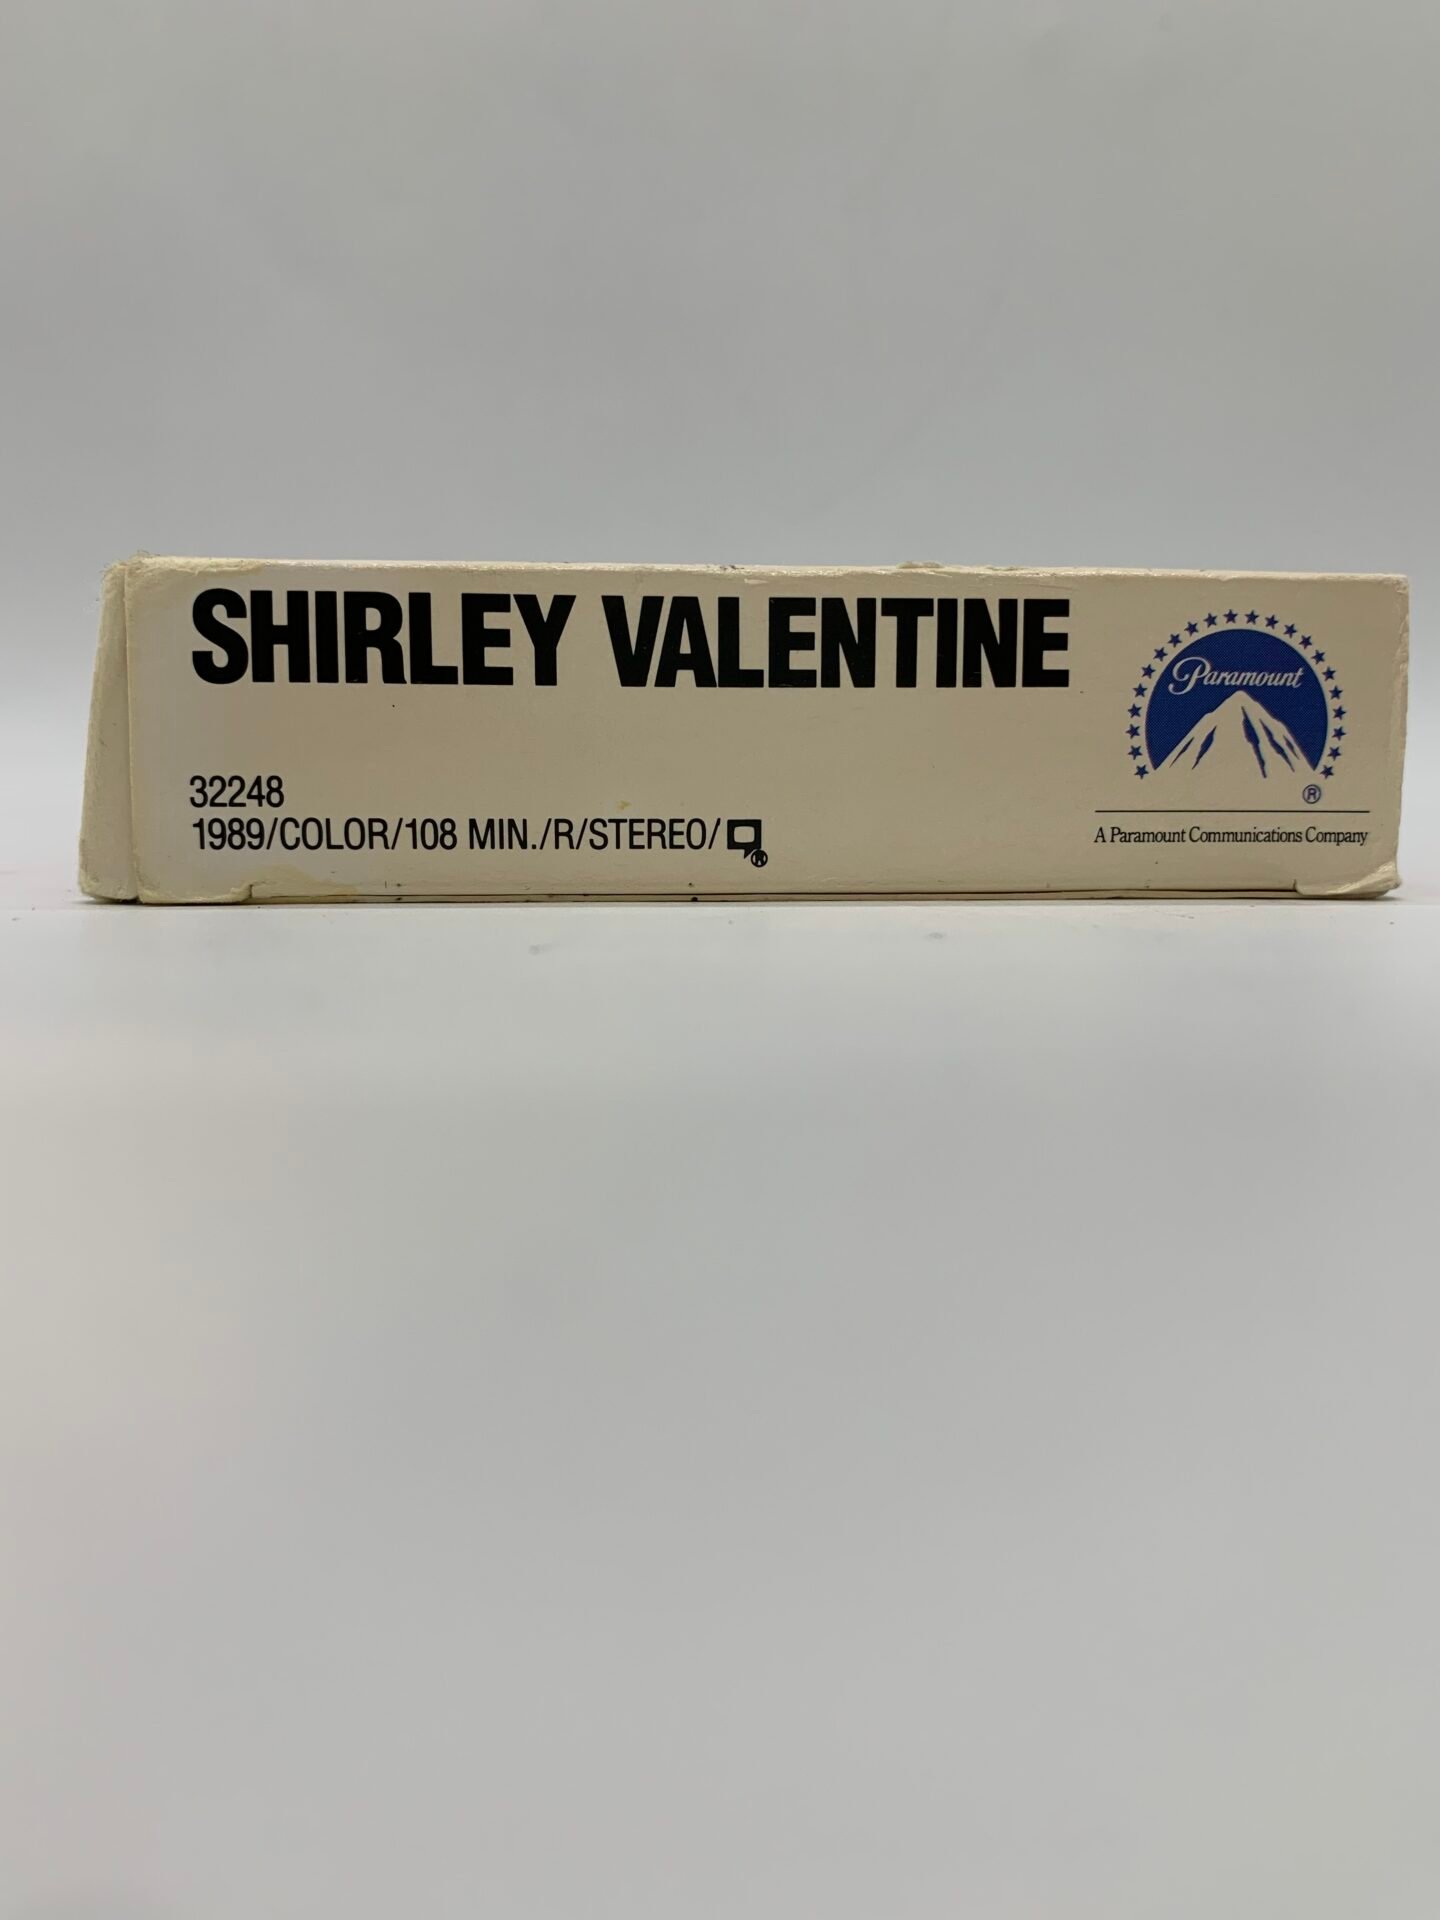 SHIRLEY VALENTINE
32248
1989/COLOR/108 MIN./R/STEREO/
Paramount
®
A Paramount Communications Company